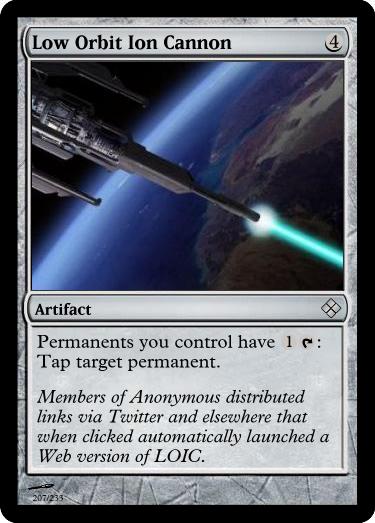 Low Orbit Ion Cannon 4
Artifact
Permanents you control have 1 :
Tap target permanent.
Members of Anonymous distributed
links via Twitter and elsewhere that
when clicked automatically launched a
Web version of LOIC.
207/233